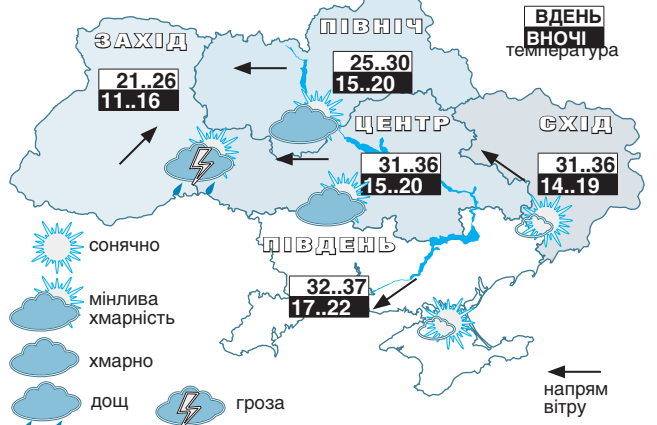 ЗАХІД
21..26
11..16
ПІВНІЧ
25..30
15..20
ВДЕНЬ
ВНОЧІ
температура
ЦЕНТР
31..36
15..20
СХІД
31..36
14..19
ПІВДЕНЬ
32..37
17..22
сонячно
мінлива
хмарність
хмарно
дощ
гроза
напрям
вітру